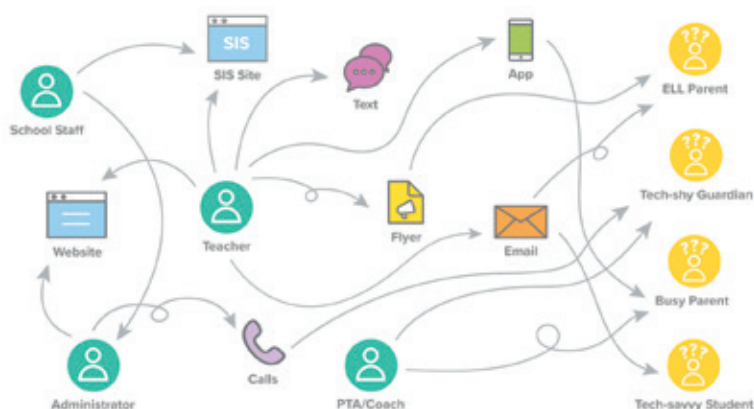 SIS
SIS Site
Text
App
???
ELL Parent
School Staff
???
Tech-shy Guardian
Website
Teacher
Flyer
Email
???
Busy Parent
Administrator
Calls
PTA/Coach
???
Tech-savvy Student